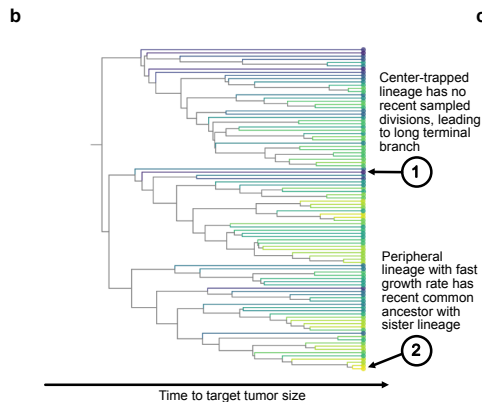 b
c
Center-trapped
lineage has no
recent sampled
divisions, leading
to long terminal
branch
1
Peripheral
lineage with fast
growth rate has
recent common
ancestor with
sister lineage
2
Time to target tumor size